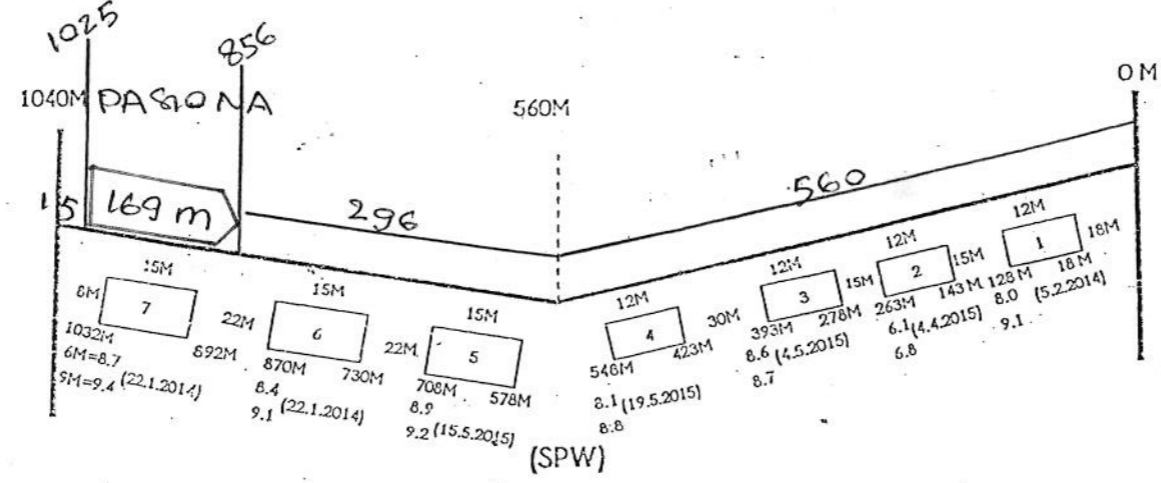 1025
856
1040M PASIONA
560M
0 M
15
169 m
296
560
15M
8M
7
22M
1032M
892M
6M=8.7
9M=9.4 (22.1.2014)
15M
6
22M
870M
730M
8.4
9.1 (22.1.2014)
15M
5
708M
578M
8.9
9.2 (15.5.2015)
12M
4
30M
548M
423M
8.1 (19.5.2015)
8.8
12M
3
15M
393M
278M
8.6 (4.5.2015)
8.7
12M
2
15M
263M
143M
6.1 (4.4.2015)
6.8
12M
1
18M
128M
18M
8.0 (5.2.2014)
9.1
(SPW)